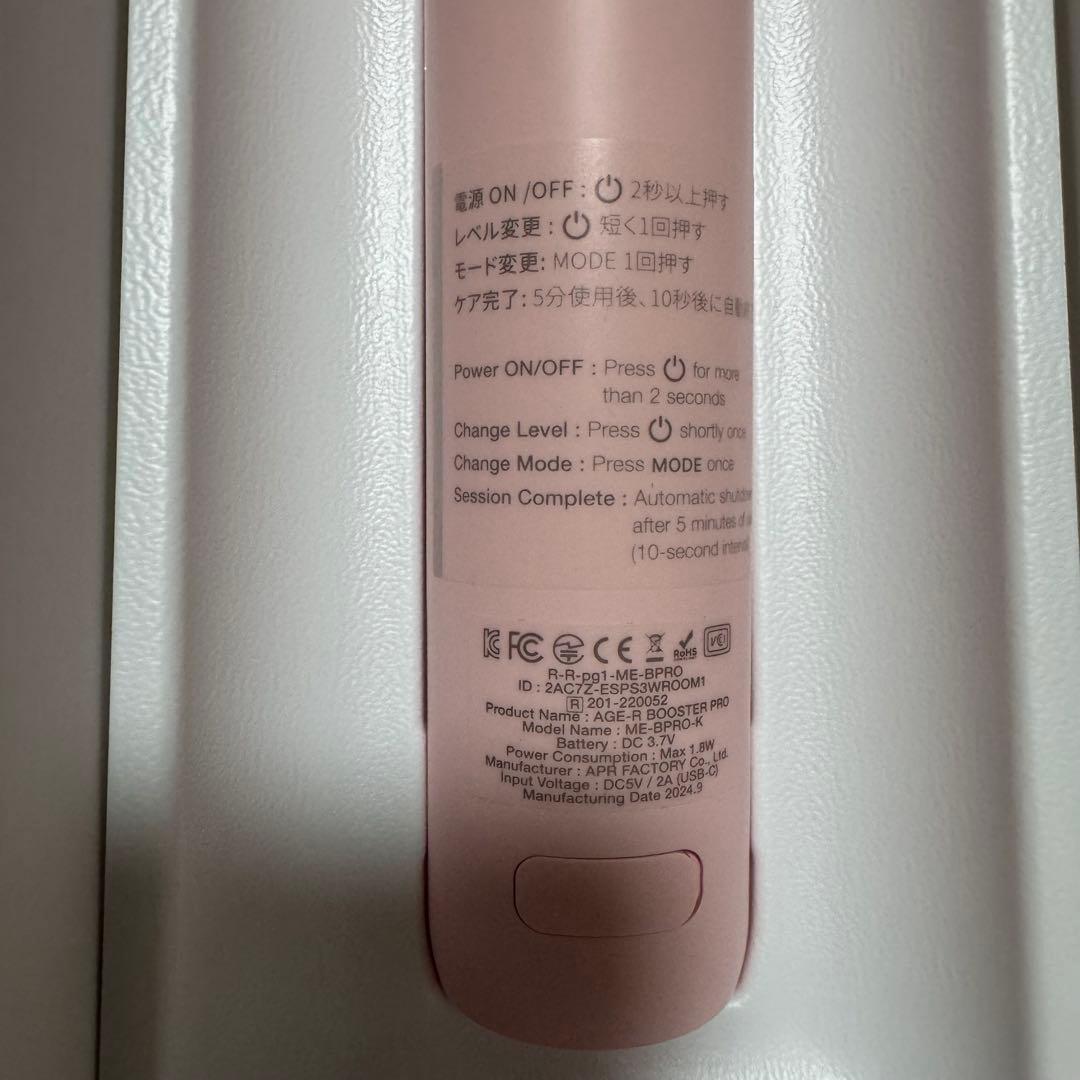 電源 ON /OFF : 2秒以上押す
レベル変更 : 短く1回押す
モード変更: MODE 1回押す
ケア完了: 5分使用後、10秒後に自
Power ON/OFF : Press for more
than 2 seconds
Change Level : Press shortly once
Change Mode : Press MODE once
Session Complete : Automatic
after 5 minutes of
(10-second
FC CE RoHS VCI
R-R-pg1-ME-BPRO
ID : 2AC7Z-ESPS3WROOM1
R 201-220052
Product Name : AGE-R BOOSTER PRO
Model Name : ME-BPRO-K
Battery : DC 3.7V
Power Consumption : Max 1.8W
Manufacturer : APR FACTORY Co., Ltd.
Input Voltage : DC5V / 2A (USB-C)
Manufacturing Date 2024.9